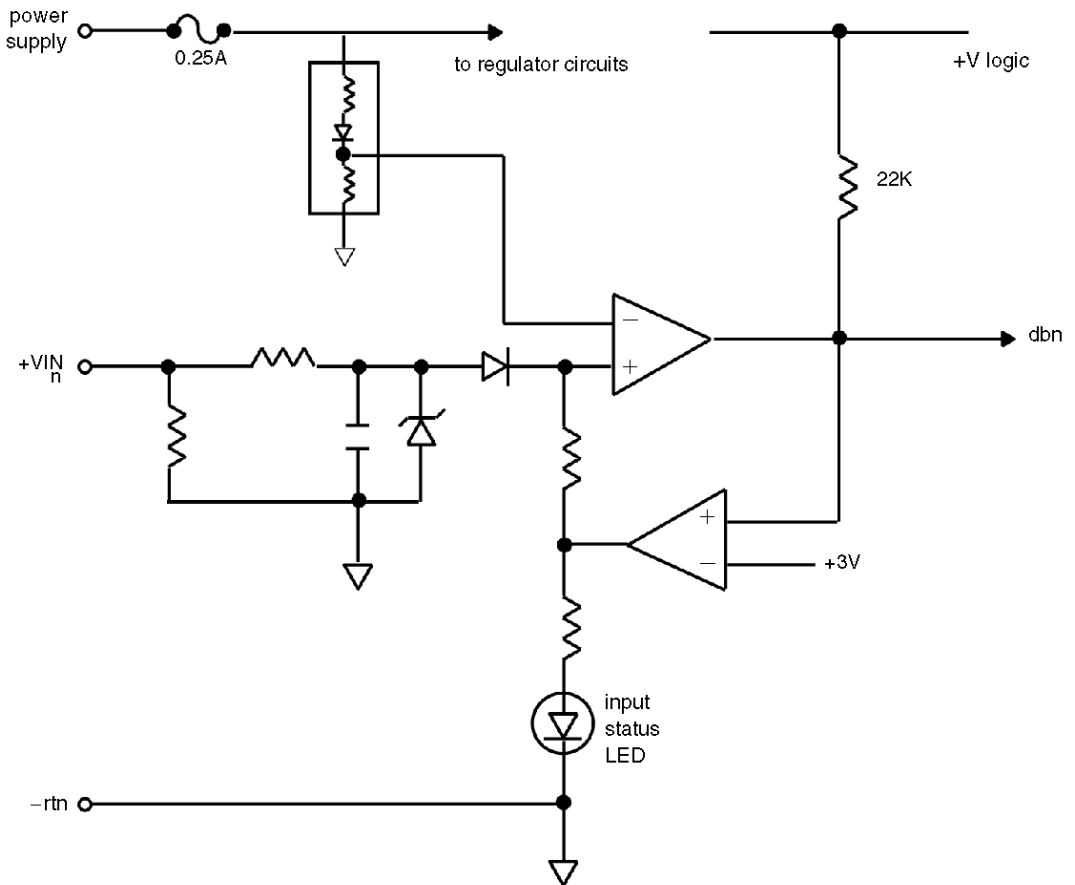 power
supply
0.25A
to regulator circuits
+V logic
22K
−
+
dbn
+VIN
n
+
−
+3V
input
status
LED
−rtn